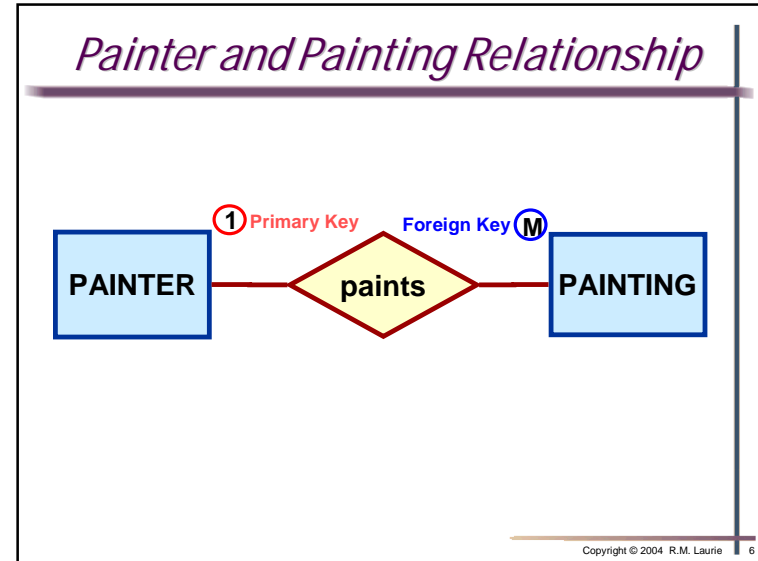 Painter and Painting Relationship
1 Primary Key Foreign Key M
PAINTER paints PAINTING
Copyright © 2004 R.M. Laurie 6